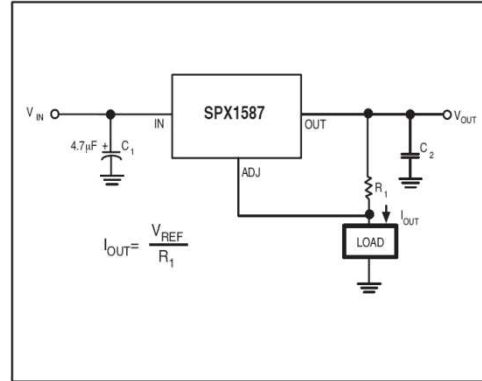 SPX1587
V IN
IN
OUT
V OUT
4.7µF +
C 1
C 2
ADJ
R 1
I OUT
LOAD
I OUT = V REF
R 1